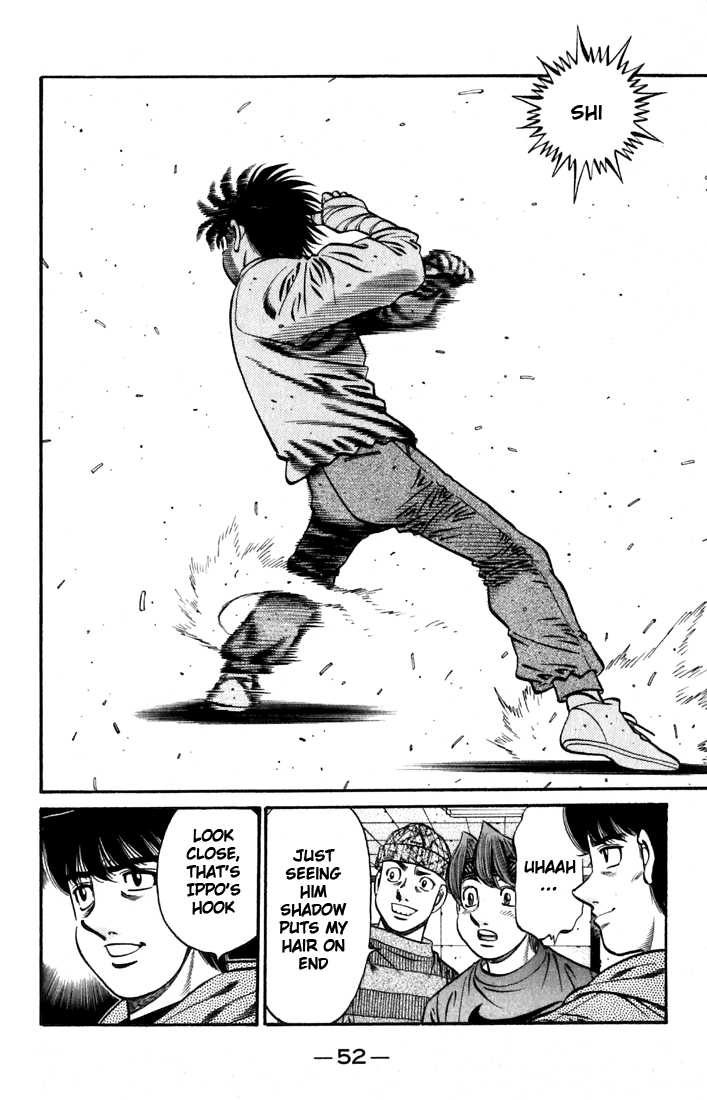 SHI
UHAAH
...
JUST
SEEING
HIM
SHADOW
PUTS MY
HAIR ON
END
LOOK
CLOSE,
THAT'S
IPPO'S
HOOK
—52—